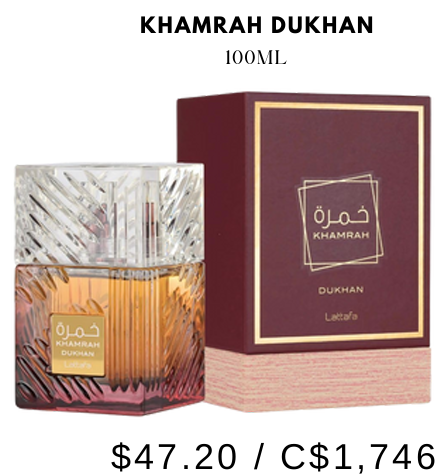 KHAMRAH DUKHAN
100ML
خمرة
KHAMRAH
DUKHAN
Lattafa
خمرة
KHAMRAH
DUKHAN
Lattafa
$47.20 / C$1,746